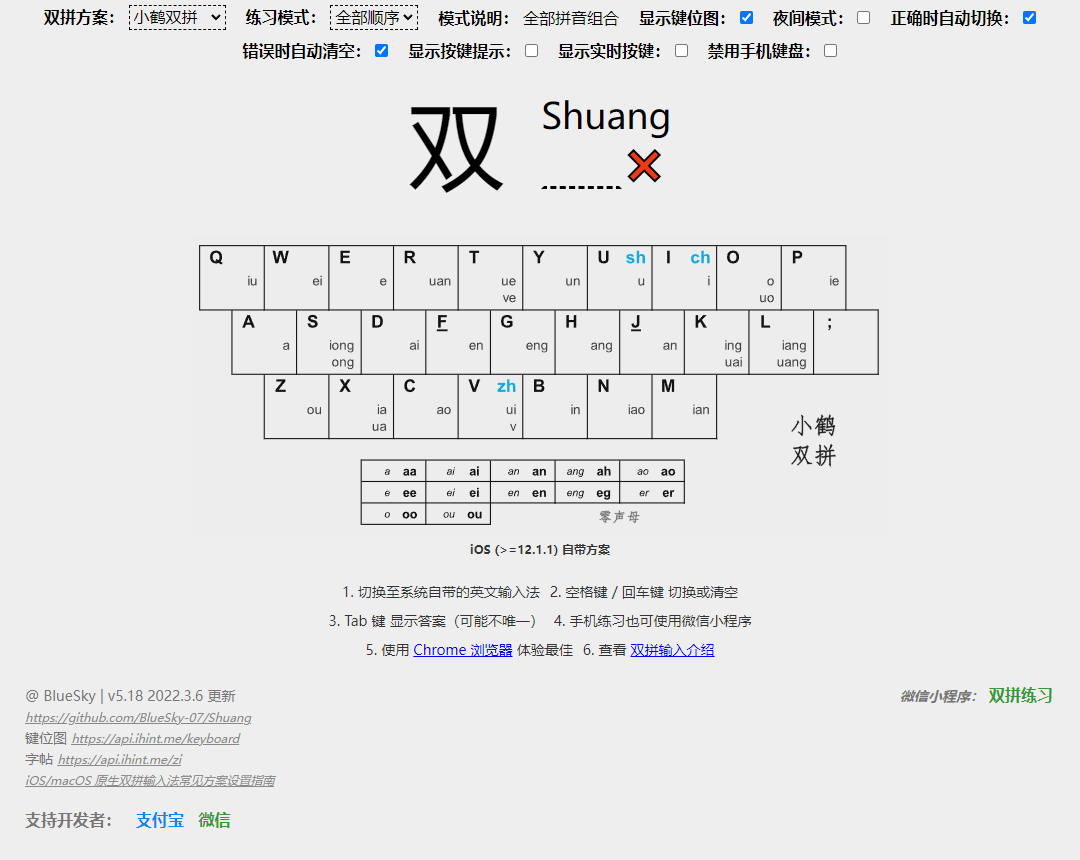 双拼方案： 小鹤双拼 练习模式： 全部顺序 模式说明： 全部拼音组合 显示键位图： 夜间模式： 正确时自动切换：
错误时自动清空： 显示按键提示： 显示实时按键： 禁用手机键盘：
双 Shuang
Q W E R T Y U sh I ch O P
iu ei e uan ue un u i o ie
ve uo
A S D F G H J K L ;
a iong ai en eng ang an ing iang
ong uai uang
Z X C V zh B N M
ou ia ao ui in iao ian
ua v
小鹤
双拼
a aa ai ai an an ang ah ao ao
e ee ei ei en en eng eg er er
o oo ou ou 零声母
iOS (>=12.1.1) 自带方案
1. 切换至系统自带的英文输入法 2. 空格键 / 回车键 切换或清空
3. Tab 键 显示答案（可能不唯一） 4. 手机练习也可使用微信小程序
5. 使用 Chrome 浏览器 体验最佳 6. 查看 双拼输入介绍
@ BlueSky | v5.18 2022.3.6 更新 微信小程序： 双拼练习
https://github.com/BlueSky-07/Shuang
键位图 https://api.ihint.me/keyboard
字帖 https://api.ihint.me/zi
iOS/macOS 原生双拼输入法常见方案设置指南
支持开发者： 支付宝 微信